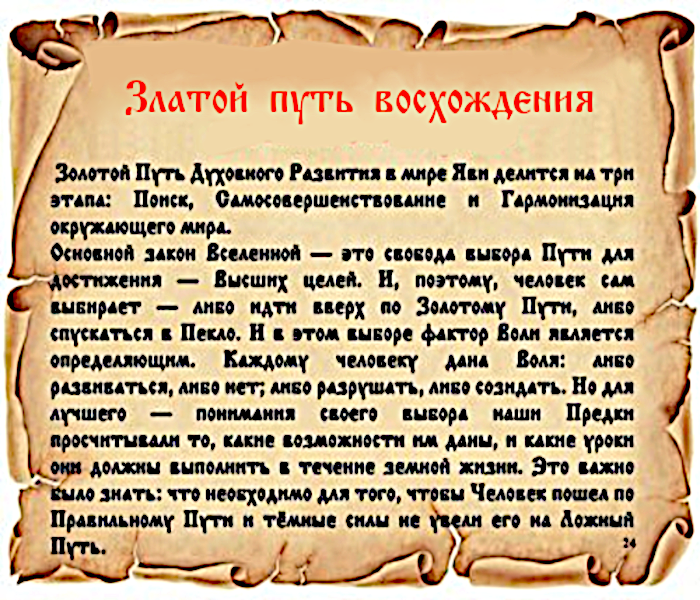 Златой путь восхождения
Золотой Путь Духовного Развития в мире Яви делится на три
этапа: Поиск, Самосовершенствование и Гармонизация
окружающего мира.
Основной закон Вселенной — это свобода выбора Пути для
достижения — Высших целей. И, поэтому, человек сам
выбирает — либо идти вверх по Золотому Пути, либо
спускаться в Пекло. И в этом выборе фактор Воли является
определяющим. Каждому человеку дана Воля: либо
развиваться, либо нет; либо разрушать, либо созидать. Но для
лучшего — понимания своего выбора наши Предки
просчитывали то, какие возможности им даны, и какие уроки
они должны выполнить в течение земной жизни. Это важно
было знать: что необходимо для того, чтобы Человек пошел по
Правильному Пути и тёмные силы не увели его на Ложный
Путь.
24